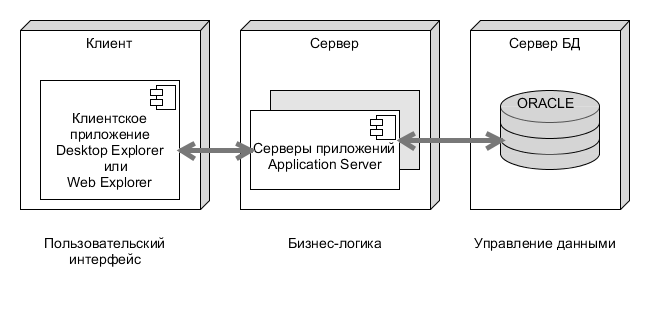 Клиент
Клиентское
приложение
Desktop Explorer
или
Web Explorer
Пользовательский
интерфейс
Сервер
Серверы приложений
Application Server
Бизнес-логика
Сервер БД
ORACLE
Управление данными